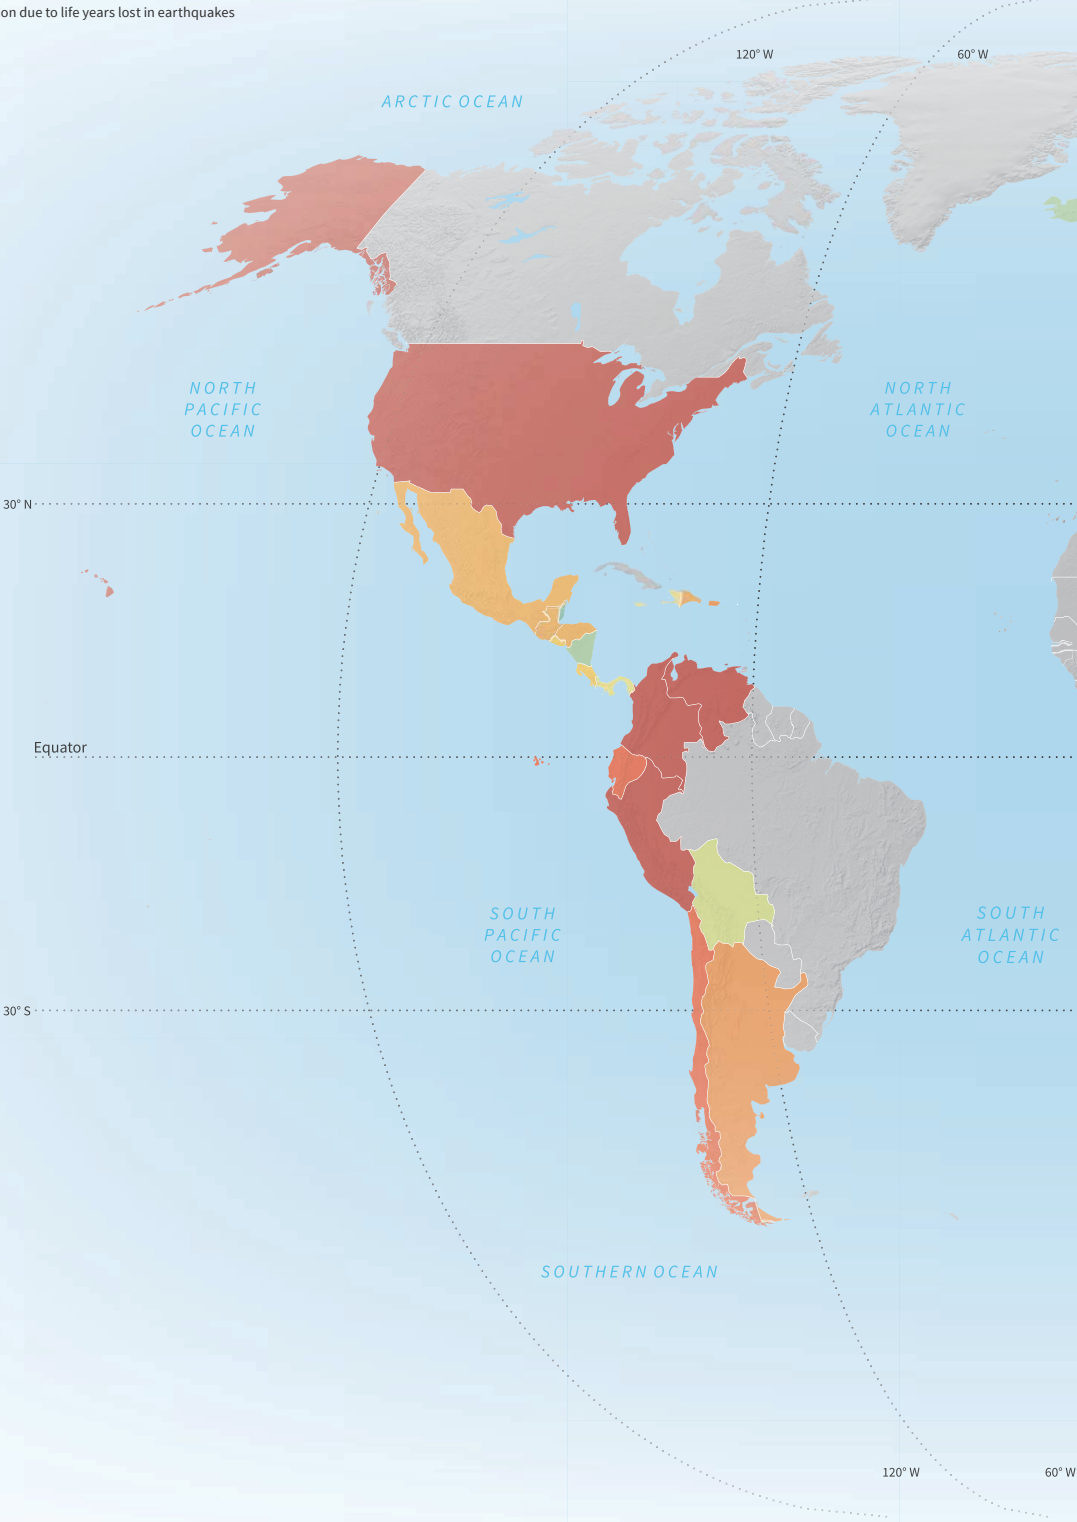 on due to life years lost in earthquakes
120° W
60° W
ARCTIC OCEAN
NORTH
PACIFIC
OCEAN
NORTH
ATLANTIC
OCEAN
30° N
Equator
SOUTH
PACIFIC
OCEAN
SOUTH
ATLANTIC
OCEAN
30° S
SOUTHERN OCEAN
120° W
60° W